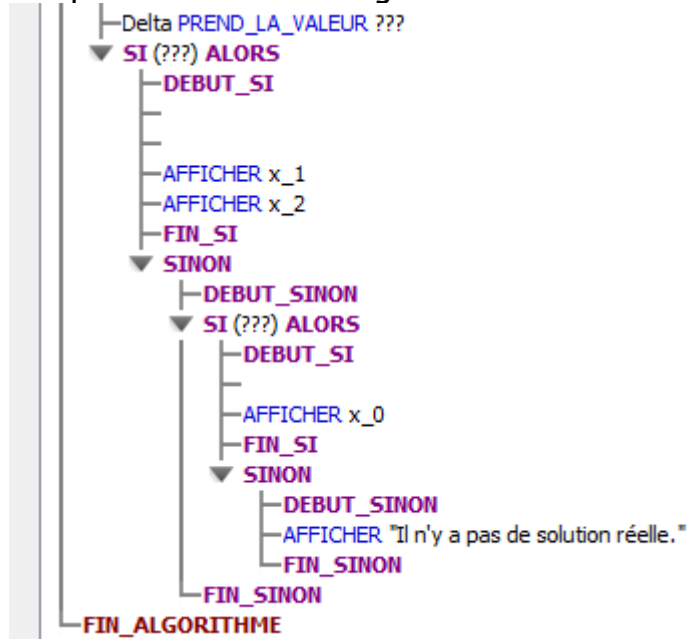 Delta PREND_LA_VALEUR ???
SI (???) ALORS
DEBUT_SI
AFFICHER x_1
AFFICHER x_2
FIN_SI
SINON
DEBUT_SINON
SI (???) ALORS
DEBUT_SI
AFFICHER x_0
FIN_SI
SINON
DEBUT_SINON
AFFICHER "Il n'y a pas de solution réelle."
FIN_SINON
FIN_SINON
FIN_ALGORITHME